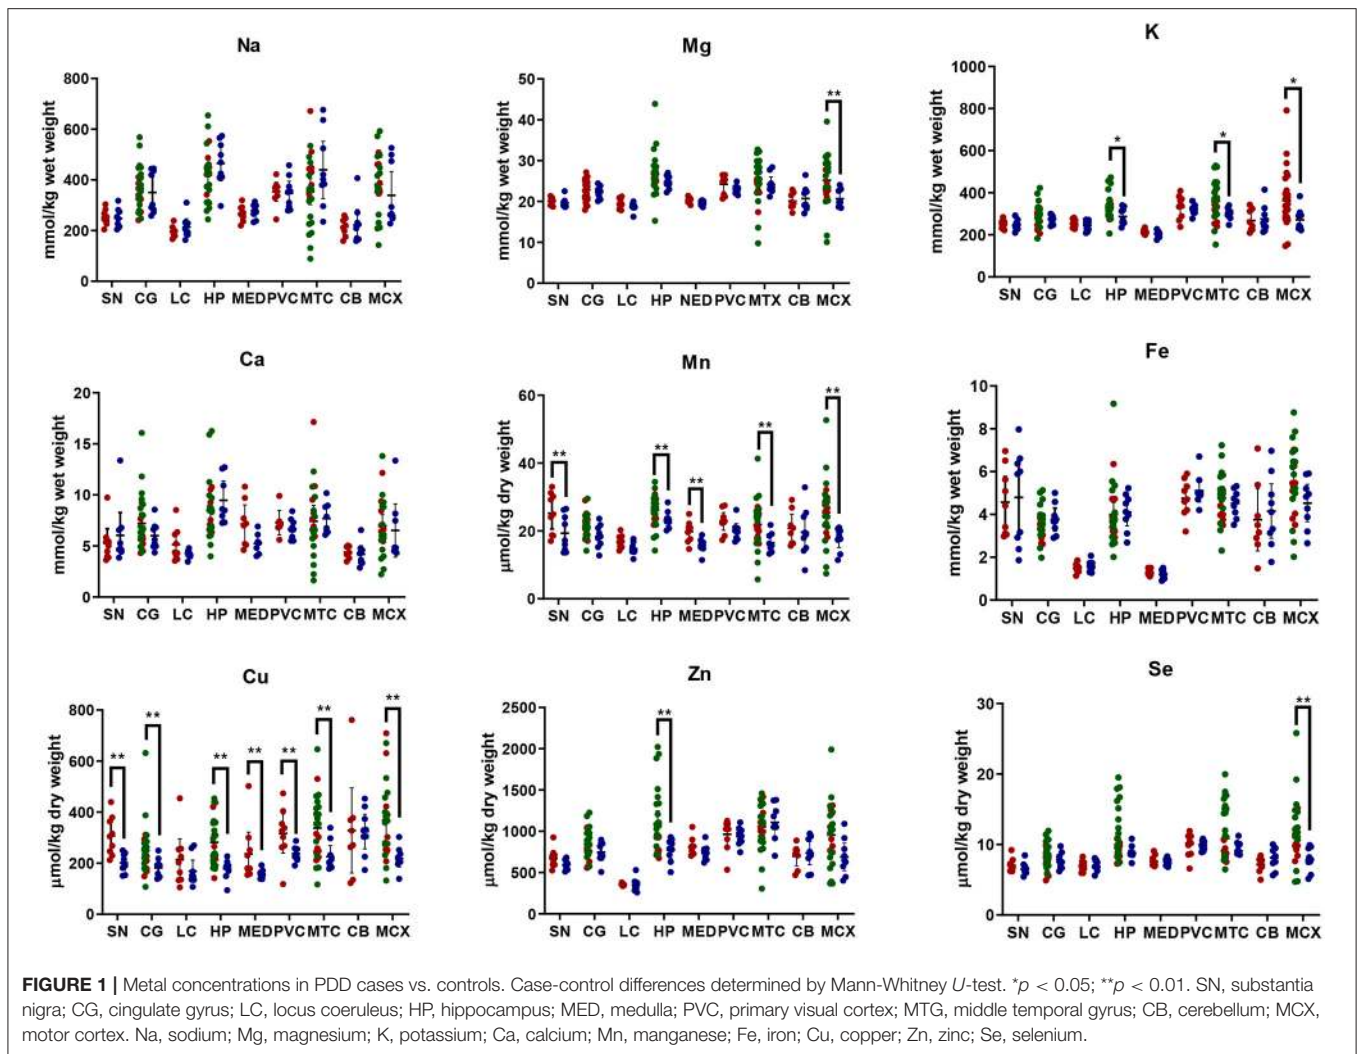 Na
mmol/kg wet weight
800
600
400
200
0
SN CG LC HP MED PVC MTC CB MCX
Mg
mmol/kg wet weight
50
40
30
20
10
0
**
SN CG LC HP NED PVC MTX CB MCX
K
mmol/kg wet weight
1000
800
600
400
200
0
* * *
SN CG LC HP MED PVC MTC CB MCX
Ca
mmol/kg wet weight
20
15
10
5
0
SN CG LC HP MED PVC MTC CB MCX
Mn
µmol/kg dry weight
60
40
20
0
** ** ** ** **
SN CG LC HP MED PVC MTC CB MCX
Fe
mmol/kg wet weight
10
8
6
4
2
0
SN CG LC HP MED PVC MTC CB MCX
Cu
µmol/kg dry weight
800
600
400
200
0
** ** ** ** ** ** **
SN CG LC HP MED PVC MTC CB MCX
Zn
µmol/kg dry weight
2500
2000
1500
1000
500
0
**
SN CG LC HP MED PVC MTC CB MCX
Se
µmol/kg dry weight
30
20
10
0
**
SN CG LC HP MED PVC MTC CB MCX
FIGURE 1 | Metal concentrations in PDD cases vs. controls. Case-control differences determined by Mann-Whitney U-test. *p < 0.05; **p < 0.01. SN, substantia
nigra; CG, cingulate gyrus; LC, locus coeruleus; HP, hippocampus; MED, medulla; PVC, primary visual cortex; MTG, middle temporal gyrus; CB, cerebellum; MCX,
motor cortex. Na, sodium; Mg, magnesium; K, potassium; Ca, calcium; Mn, manganese; Fe, iron; Cu, copper; Zn, zinc; Se, selenium.